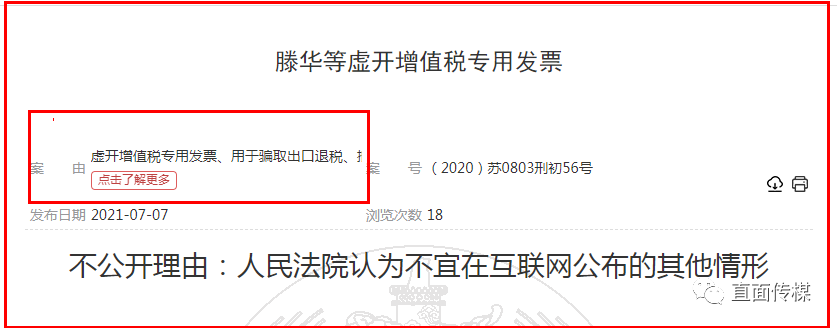 滕华等虚开增值税专用发票
案 由 虚开增值税专用发票、用于骗取出口退税、
点击了解更多
案 号 （2020）苏0803刑初56号
发布日期 2021-07-07 浏览次数 18
不公开理由：人民法院认为不宜在互联网公布的其他情形
直面传媒